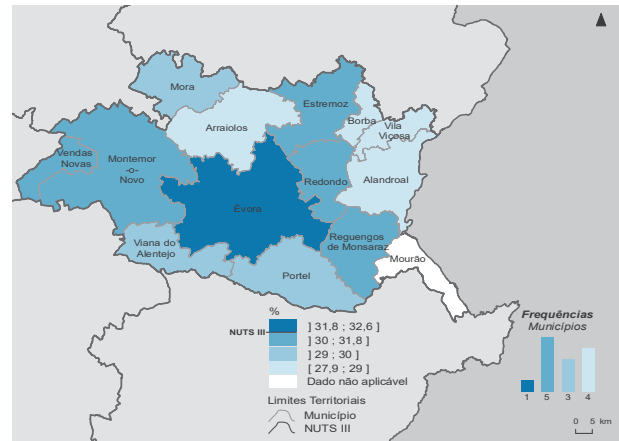 Mora
Estremoz
Borba
Vila
Viçosa
Arraiolos
Vendas
Novas
Montemor
-o-
Novo
Redondo
Alandroal
Évora
Reguengos
de Monsaraz
Viana do
Alentejo
Mourão
Portel
%
NUTS III
] 31,8 ; 32,6 ]
] 30 ; 31,8 ]
] 29 ; 30 ]
[ 27,9 ; 29 ]
Dado não aplicável
Limites Territoriais
Município
NUTS III
Frequências
Municípios
1 5 3 4
0 5 km